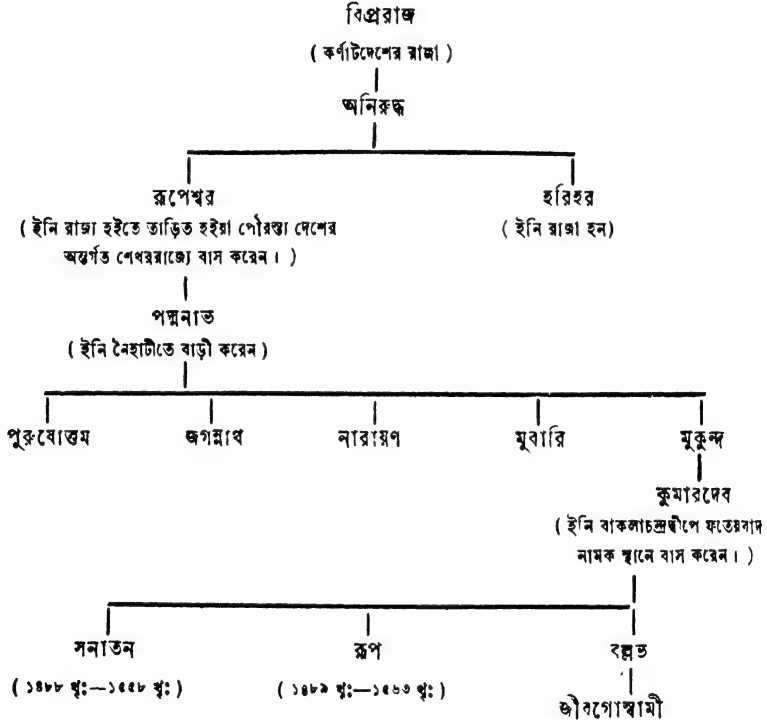 বিপ্ররাজ
( কর্ণাটদেশের রাজা )
অনিরুদ্ধ
রূপেশ্বর
হরিহর
( ইনি রাজ্য হইতে তাড়িত হইয়া পৌরস্ত্য দেশের
অন্তর্গত শেখররাজ্যে বাস করেন। )
( ইনি রাজা হন)
পদ্মনাভ
( ইনি নৈহাটীতে বাড়ী করেন )
পুরুষোত্তম জগন্নাথ নারায়ণ মুবারি মুকুন্দ
কুমারদেব
( ইনি বাকলাচন্দ্রদ্বীপে ফতেয়বাদ
নামক স্থানে বাস করেন। )
সনাতন রূপ বল্লভ
( ১৪৮৮ খৃঃ—১৫৫৮ খৃঃ ) ( ১৪৮৯ খৃঃ—১৫৬৩ খৃঃ )
জীবগোস্বামী